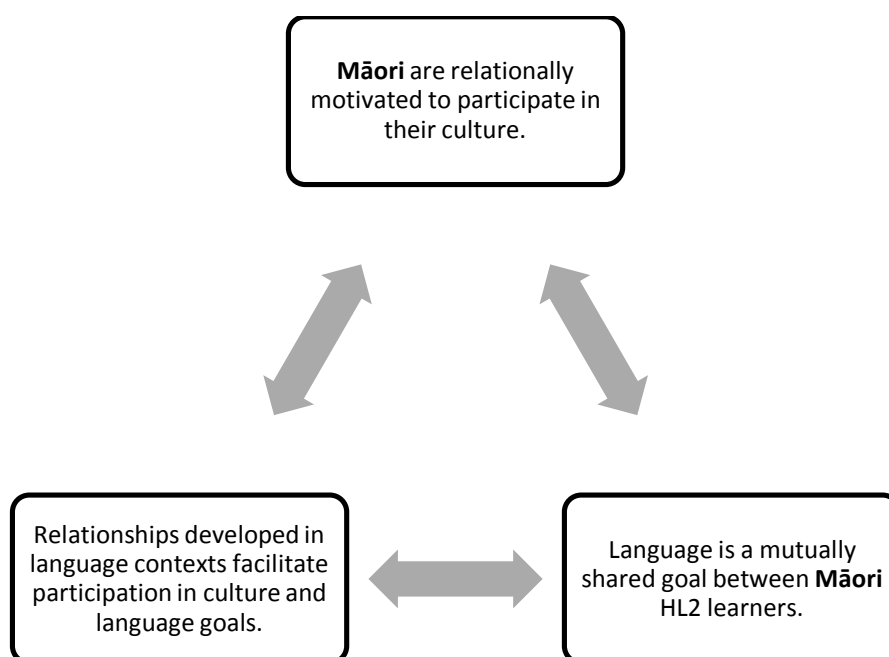 Māori are relationally
motivated to participate in
their culture.
Relationships developed in
language contexts facilitate
participation in culture and
language goals.
Language is a mutually
shared goal between Māori
HL2 learners.